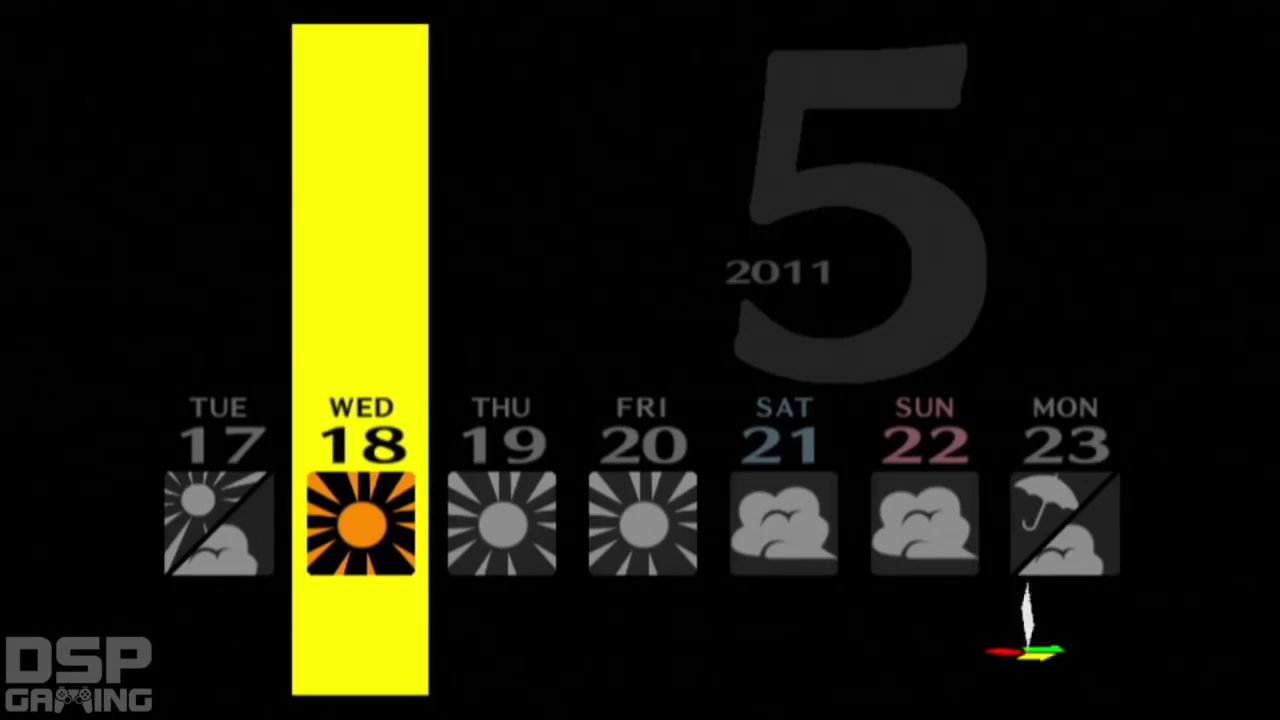 5
2011
TUE WED THU FRI SAT SUN MON
17 18 19 20 21 22 23
DSP
GAMING